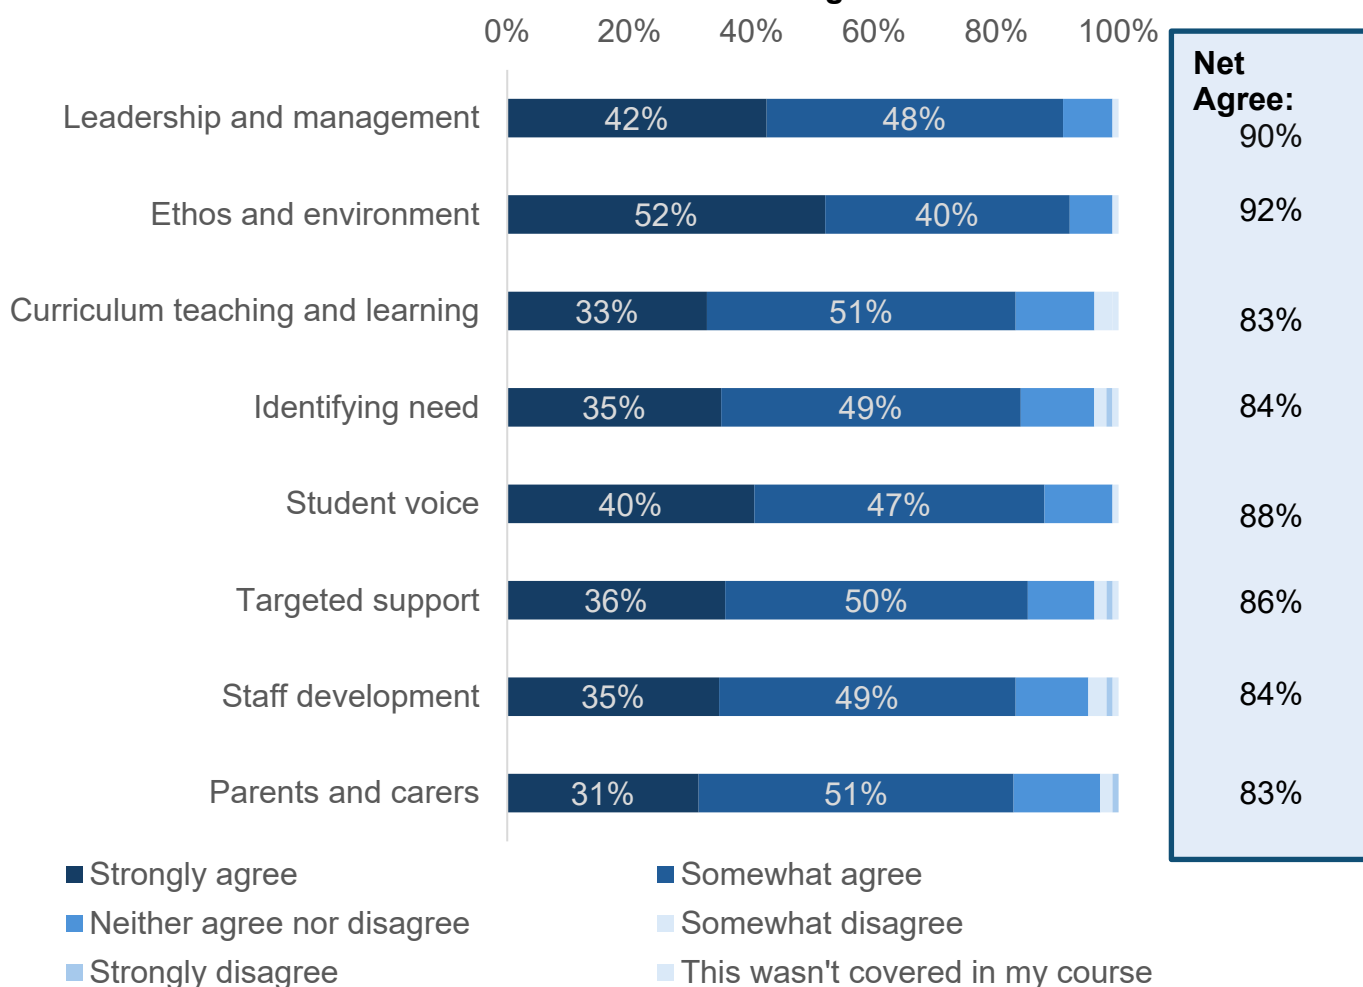 0% 20% 40% 60% 80% 100%
Net
Agree:
Leadership and management 42% 48% 90%
Ethos and environment 52% 40% 92%
Curriculum teaching and learning 33% 51% 83%
Identifying need 35% 49% 84%
Student voice 40% 47% 88%
Targeted support 36% 50% 86%
Staff development 35% 49% 84%
Parents and carers 31% 51% 83%
Strongly agree Somewhat agree
Neither agree nor disagree Somewhat disagree
Strongly disagree This wasn't covered in my course